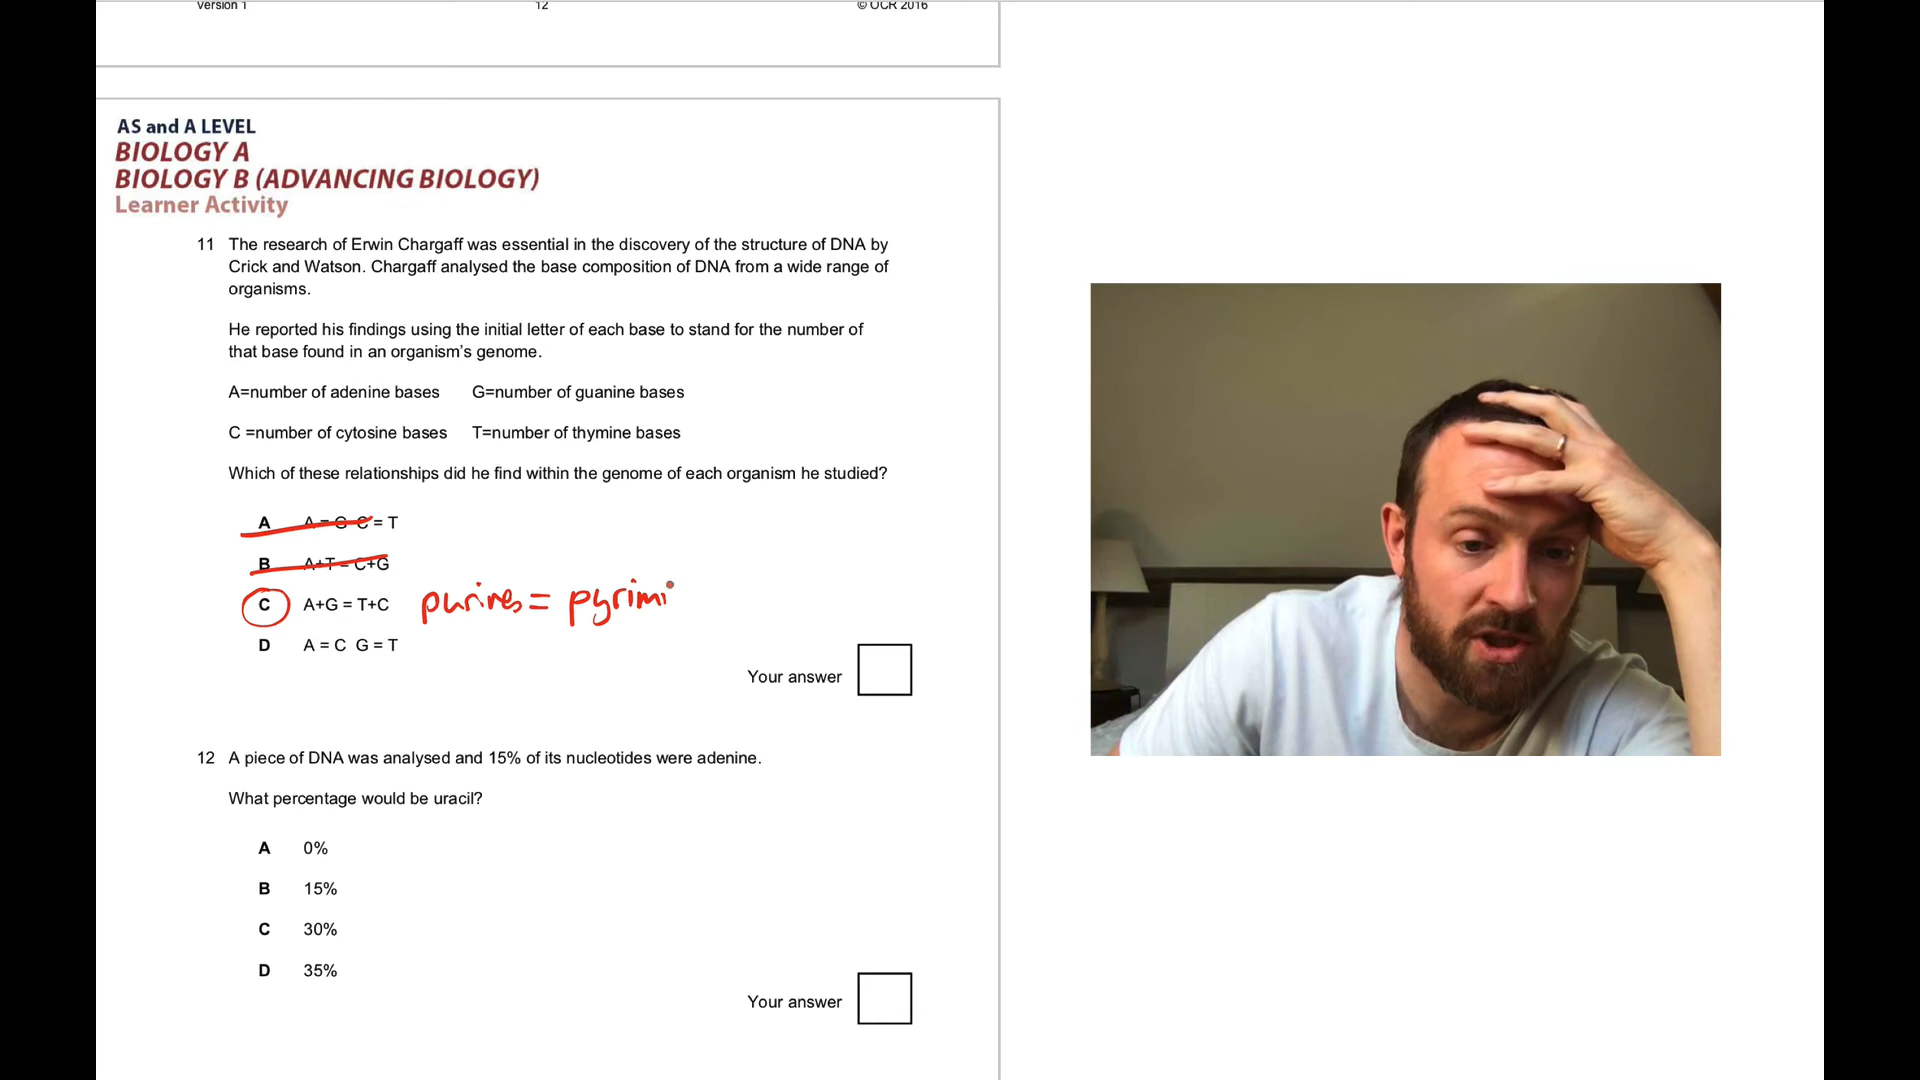 Version 1 12 © OCR 2016
AS and A LEVEL
BIOLOGY A
BIOLOGY B (ADVANCING BIOLOGY)
Learner Activity
11 The research of Erwin Chargaff was essential in the discovery of the structure of DNA by
Crick and Watson. Chargaff analysed the base composition of DNA from a wide range of
organisms.
He reported his findings using the initial letter of each base to stand for the number of
that base found in an organism's genome.
A=number of adenine bases G=number of guanine bases
C =number of cytosine bases T=number of thymine bases
Which of these relationships did he find within the genome of each organism he studied?
A A = G C = T
B A+T = C+G
C A+G = T+C purines = pyrimi
D A = C G = T
Your answer
12 A piece of DNA was analysed and 15% of its nucleotides were adenine.
What percentage would be uracil?
A 0%
B 15%
C 30%
D 35%
Your answer